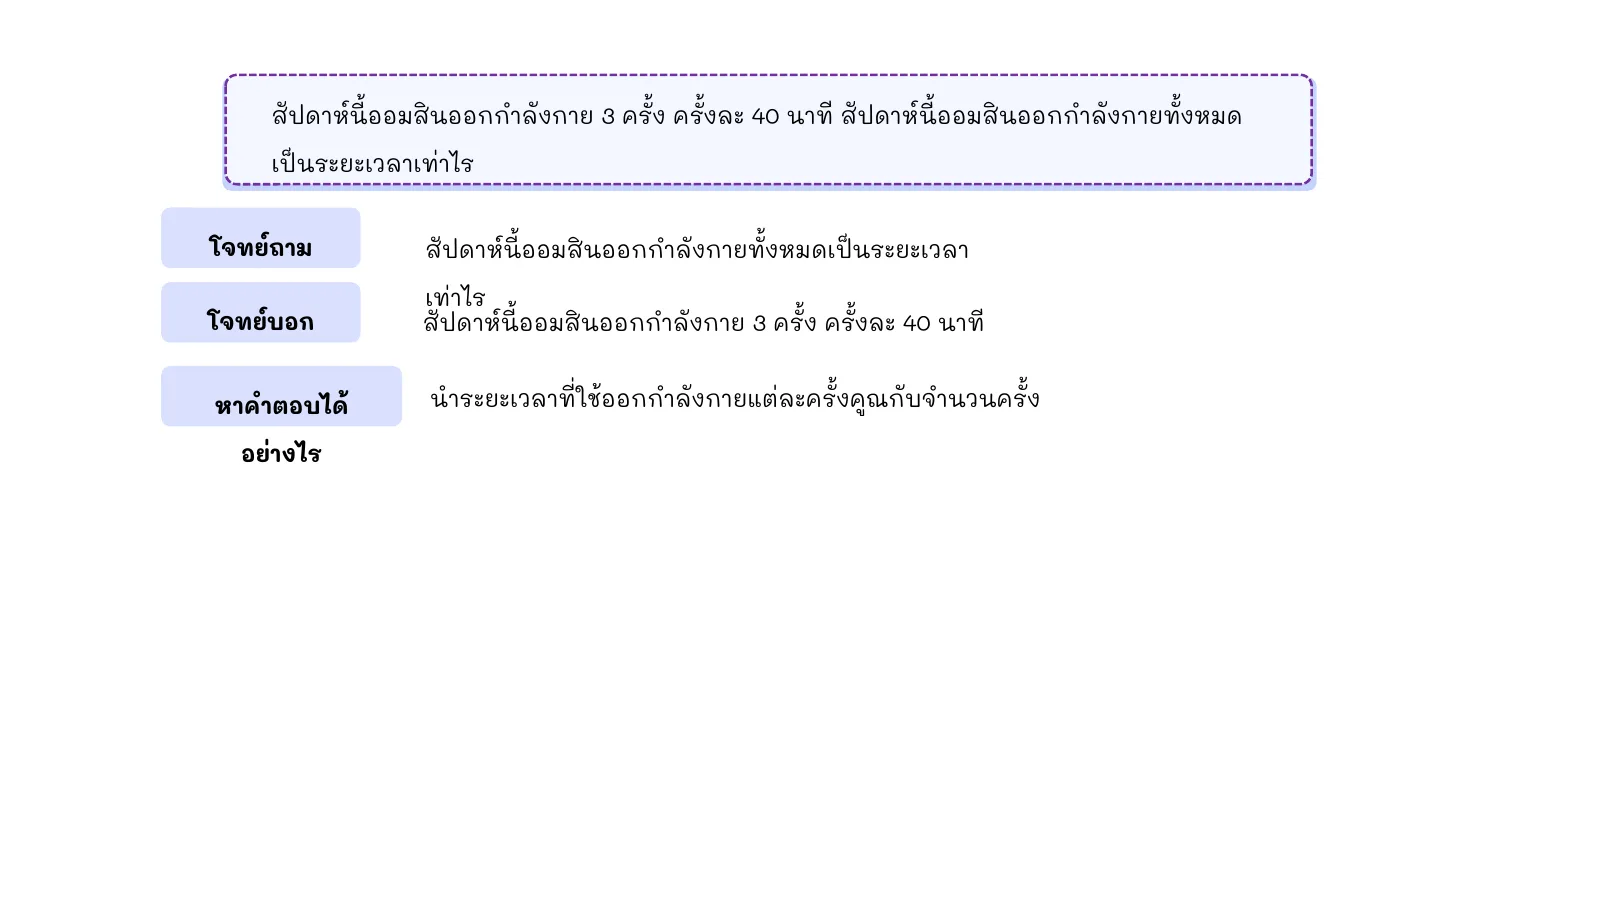 สัปดาห์นี้ออมสินออกกำลังกาย 3 ครั้ง ครั้งละ 40 นาที สัปดาห์นี้ออมสินออกกำลังกายทั้งหมด
เป็นระยะเวลาเท่าไร
โจทย์ถาม
สัปดาห์นี้ออมสินออกกำลังกายทั้งหมดเป็นระยะเวลา
เท่าไร
โจทย์บอก
สัปดาห์นี้ออมสินออกกำลังกาย 3 ครั้ง ครั้งละ 40 นาที
หาคำตอบได้
อย่างไร
นำระยะเวลาที่ใช้ออกกำลังกายแต่ละครั้งคูณกับจำนวนครั้ง